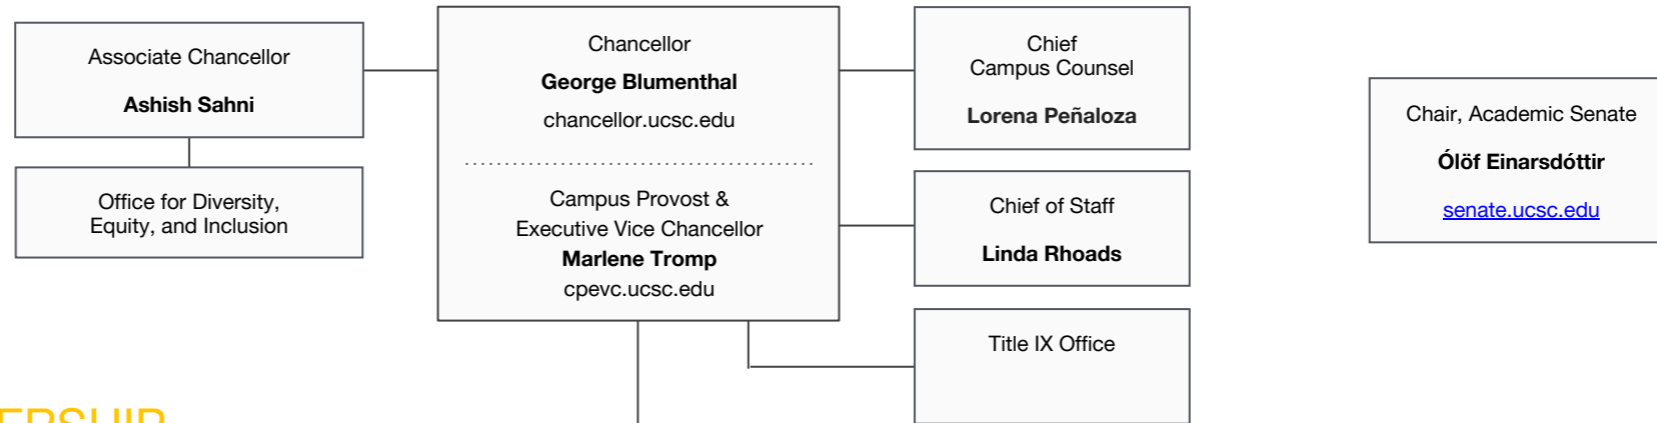 Associate Chancellor
Ashish Sahni
Office for Diversity,
Equity, and Inclusion
Chancellor
George Blumenthal
chancellor.ucsc.edu
Campus Provost &
Executive Vice Chancellor
Marlene Tromp
cpevc.ucsc.edu
Chief
Campus Counsel
Lorena Peñaloza
Chief of Staff
Linda Rhoads
Title IX Office
Chair, Academic Senate
Ólöf Einarsdóttir
senate.ucsc.edu